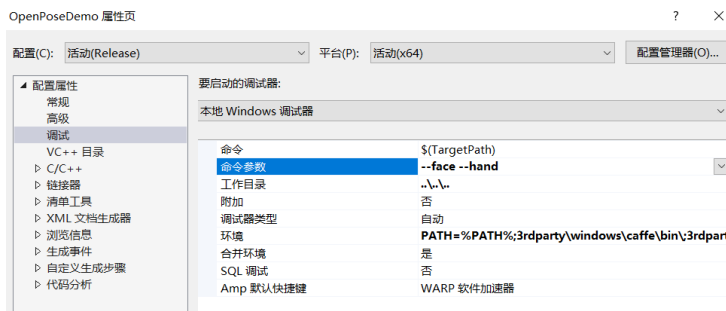 OpenPoseDemo 属性页
配置(C): 活动(Release) 平台(P): 活动(x64) 配置管理器(O)...
配置属性
常规
高级
调试
VC++ 目录
C/C++
链接器
清单工具
XML 文档生成器
浏览信息
生成事件
自定义生成步骤
代码分析
要启动的调试器:
本地 Windows 调试器
命令 $(TargetPath)
命令参数 --face --hand
工作目录 ..\..\..
附加 否
调试器类型 自动
环境 PATH=%PATH%;3rdparty\windows\caffe\bin\;3rdpart
合并环境 是
SQL 调试 否
Amp 默认快捷键 WARP 软件加速器